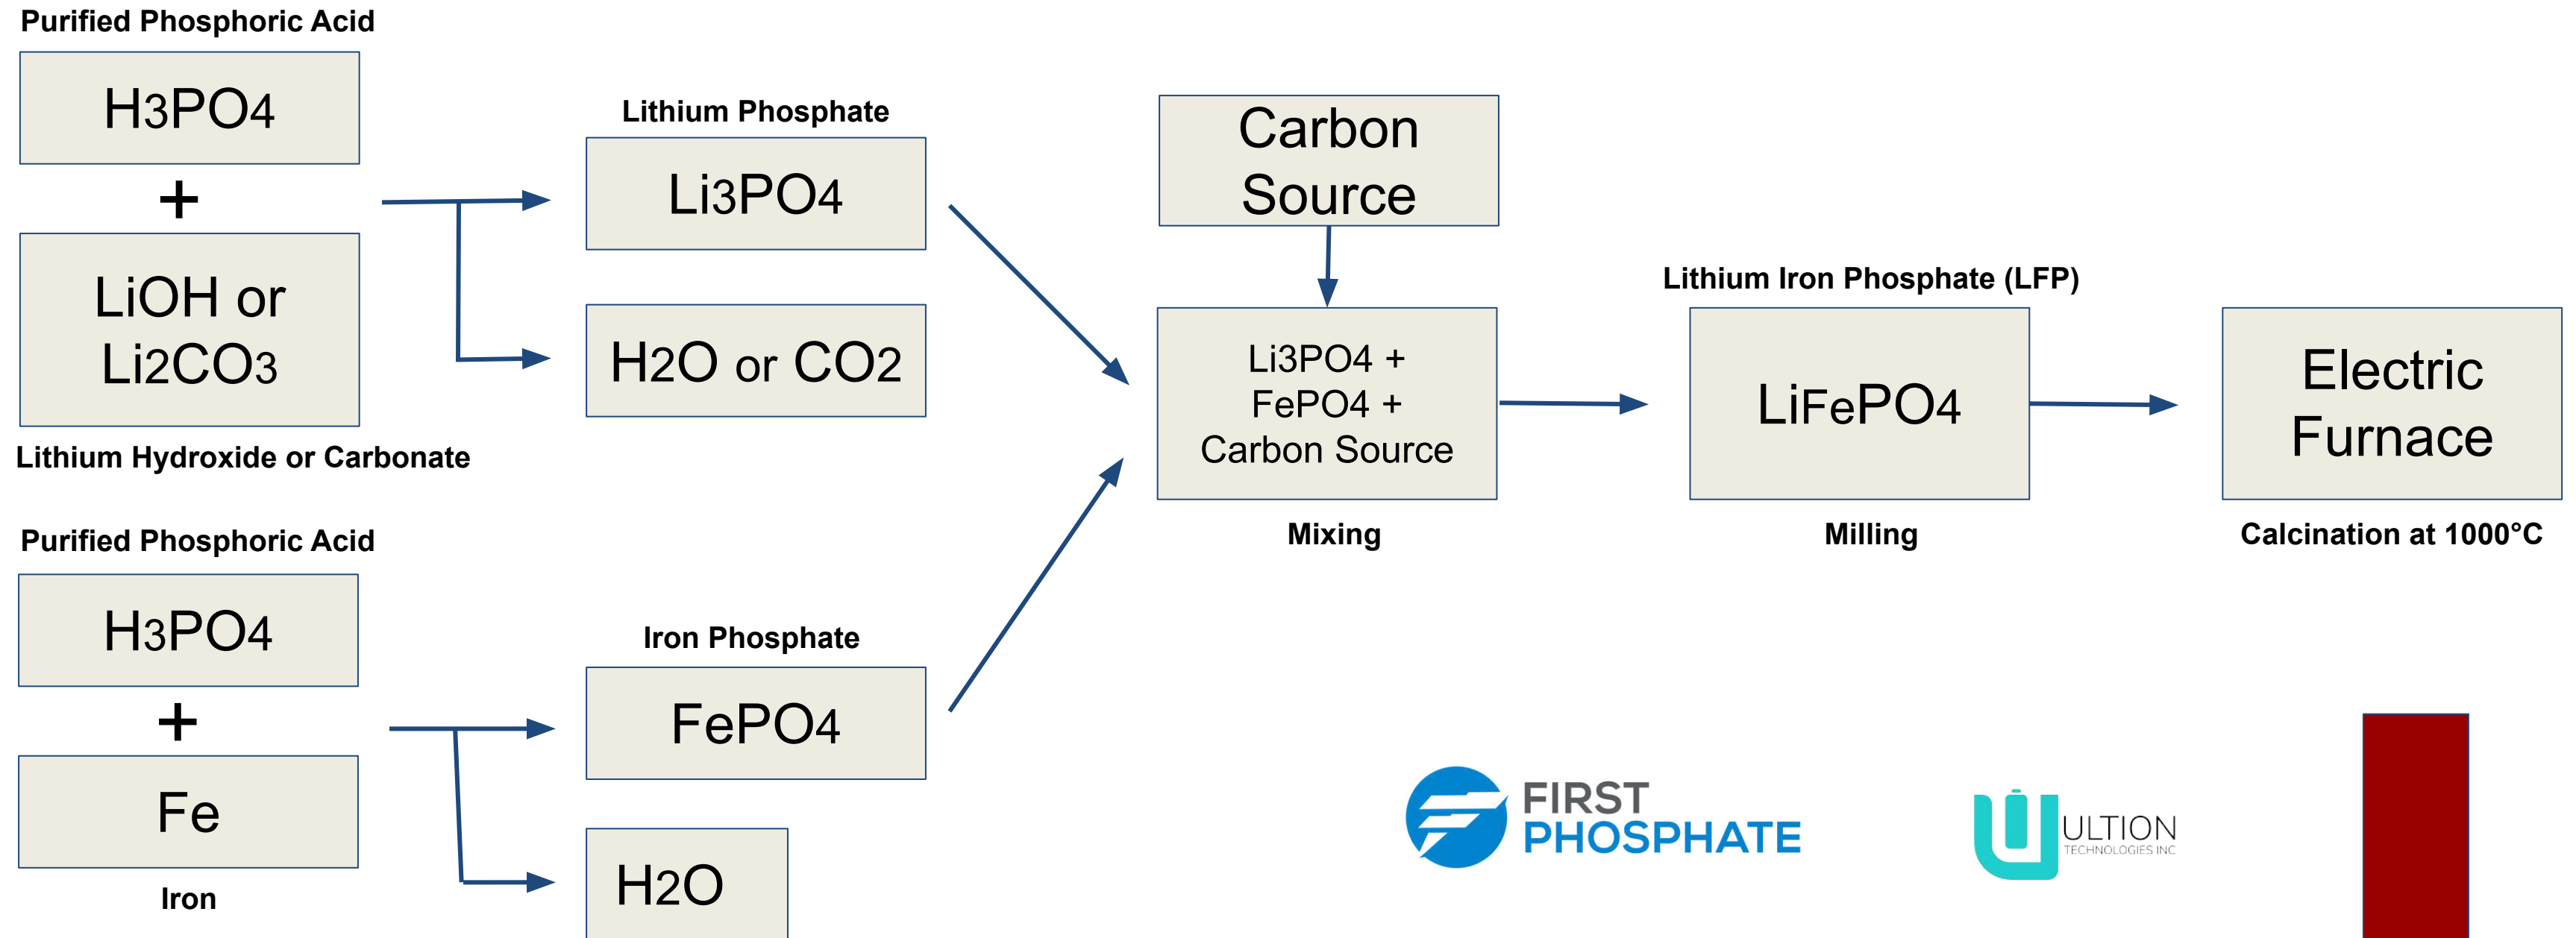 Purified Phosphoric Acid
H3PO4
+
LiOH or
Li2CO3
Lithium Hydroxide or Carbonate
Lithium Phosphate
Li3PO4
H2O or CO2
Purified Phosphoric Acid
H3PO4
+
Fe
Iron
Iron Phosphate
FePO4
H2O
Carbon
Source
Li3PO4 +
FePO4 +
Carbon Source
Mixing
Lithium Iron Phosphate (LFP)
LiFePO4
Milling
Electric
Furnace
Calcination at 1000°C
FIRST
PHOSPHATE
ULTION
TECHNOLOGIES INC